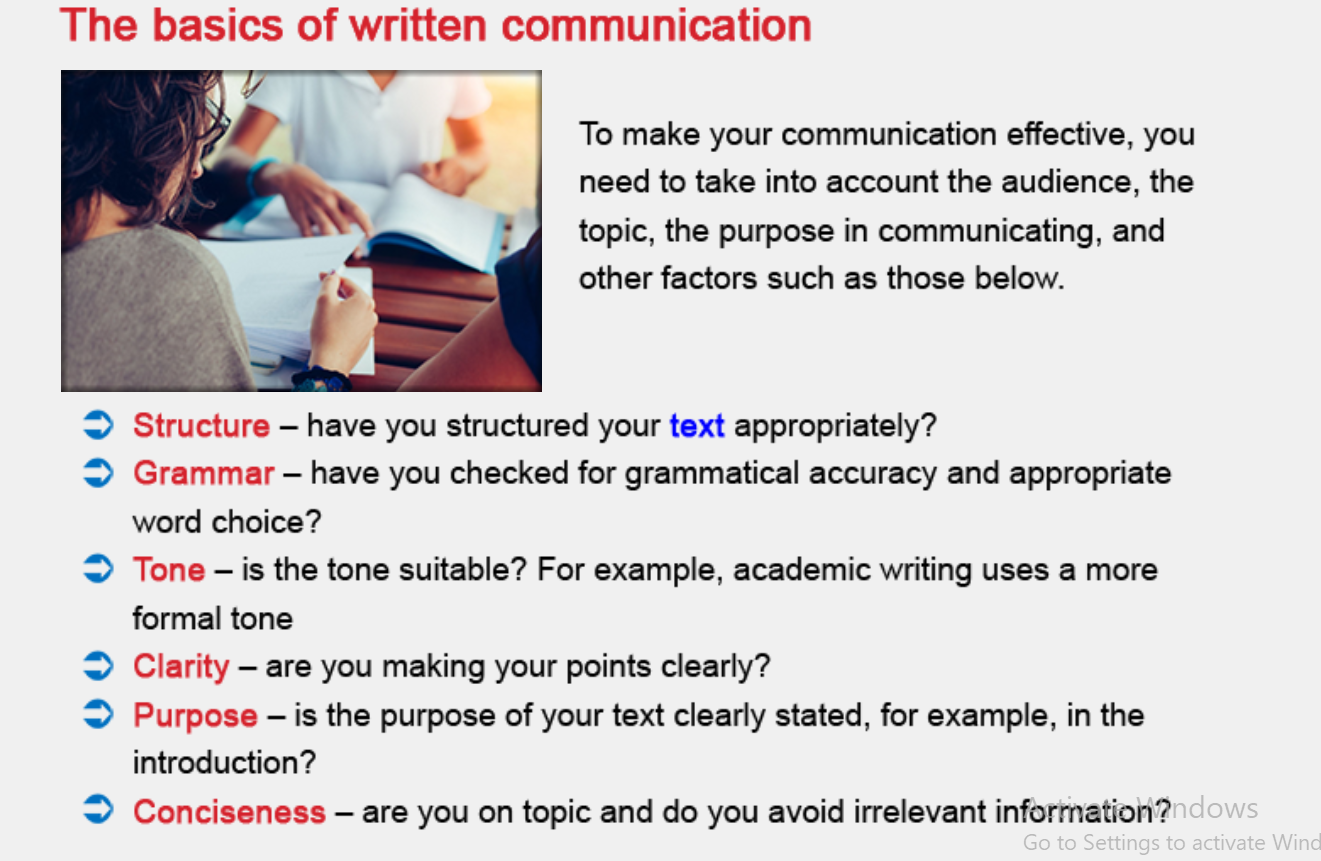 The basics of written communication
To make your communication effective, you
need to take into account the audience, the
topic, the purpose in communicating, and
other factors such as those below.
Structure – have you structured your text appropriately?
Grammar – have you checked for grammatical accuracy and appropriate
word choice?
Tone – is the tone suitable? For example, academic writing uses a more
formal tone
Clarity – are you making your points clearly?
Purpose – is the purpose of your text clearly stated, for example, in the
introduction?
Conciseness – are you on topic and do you avoid irrelevant information?
Activate Windows
Go to Settings to activate Wind